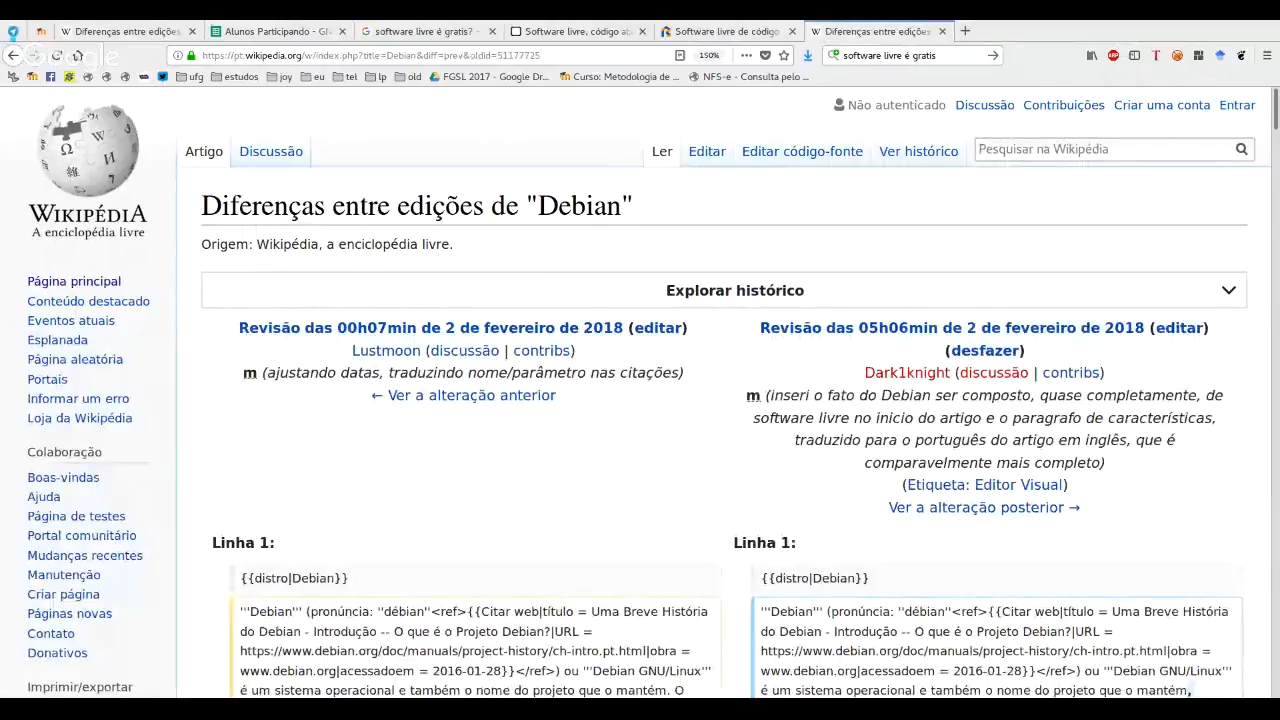 Diferenças entre edições
Alunos Participando - G
software livre é gratis? -
Software livre, código ab
Software livre de código
Diferenças entre edições
https://pt.wikipedia.org/w/index.php?title=Debian&diff=prev&oldid=51177725
150%
software livre é gratis
ufg
estudos
joy
eu
tel
lp
old
FGSL 2017 - Google Dr...
Curso: Metodologia de ...
NFS-e - Consulta pelo ...
Não autenticado Discussão Contribuições Criar uma conta Entrar
Artigo Discussão Ler Editar Editar código-fonte Ver histórico Pesquisar na Wikipédia
WIKIPÉDIA
A enciclopédia livre
Diferenças entre edições de "Debian"
Origem: Wikipédia, a enciclopédia livre.
Página principal
Conteúdo destacado
Eventos atuais
Esplanada
Página aleatória
Portais
Informar um erro
Loja da Wikipédia
Colaboração
Boas-vindas
Ajuda
Página de testes
Portal comunitário
Mudanças recentes
Manutenção
Criar página
Páginas novas
Contato
Donativos
Imprimir/exportar
Explorar histórico
Revisão das 00h07min de 2 de fevereiro de 2018 (editar)
Lustmoon (discussão | contribs)
m (ajustando datas, traduzindo nome/parâmetro nas citações)
← Ver a alteração anterior
Revisão das 05h06min de 2 de fevereiro de 2018 (editar)
(desfazer)
Dark1knight (discussão | contribs)
m (inseri o fato do Debian ser composto, quase completamente, de
software livre no inicio do artigo e o paragrafo de características,
traduzido para o português do artigo em inglês, que é
comparavelmente mais completo)
(Etiqueta: Editor Visual)
Ver a alteração posterior →
Linha 1:
{{distro|Debian}}
'''Debian''' (pronúncia: ''débian''<ref>{{Citar web|título = Uma Breve História
do Debian - Introdução -- O que é o Projeto Debian?|URL =
https://www.debian.org/doc/manuals/project-history/ch-intro.pt.html|obra =
www.debian.org|acessadoem = 2016-01-28}}</ref>) ou '''Debian GNU/Linux'''
é um sistema operacional e também o nome do projeto que o mantém. O
Linha 1:
{{distro|Debian}}
'''Debian''' (pronúncia: ''débian''<ref>{{Citar web|título = Uma Breve História
do Debian - Introdução -- O que é o Projeto Debian?|URL =
https://www.debian.org/doc/manuals/project-history/ch-intro.pt.html|obra =
www.debian.org|acessadoem = 2016-01-28}}</ref>) ou '''Debian GNU/Linux'''
é um sistema operacional e também o nome do projeto que o mantém,